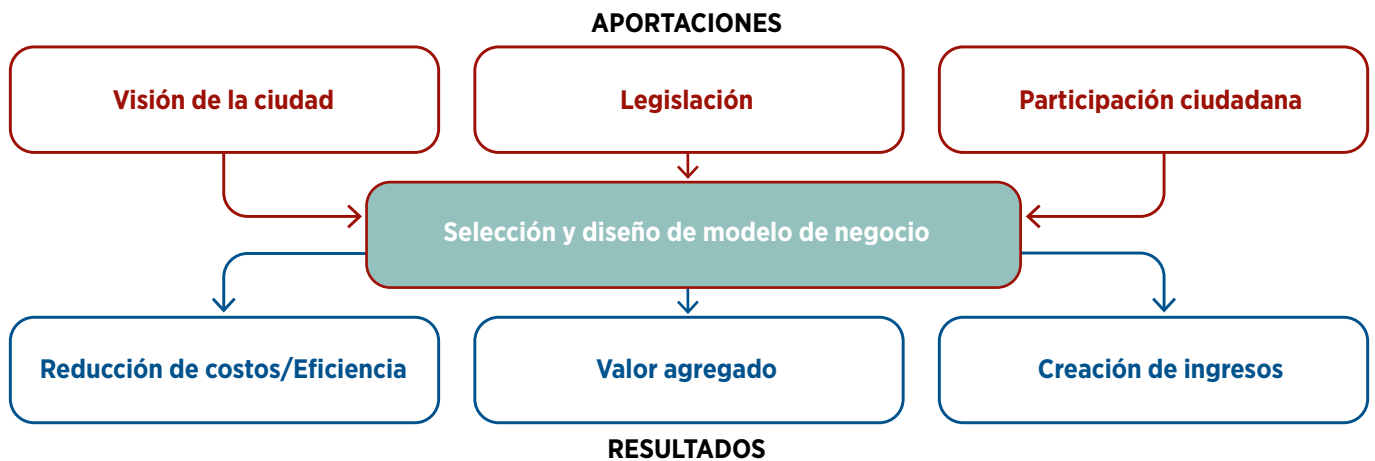 APORTACIONES
Visión de la ciudad
Legislación
Participación ciudadana
Selección y diseño de modelo de negocio
Reducción de costos/Eficiencia
Valor agregado
Creación de ingresos
RESULTADOS